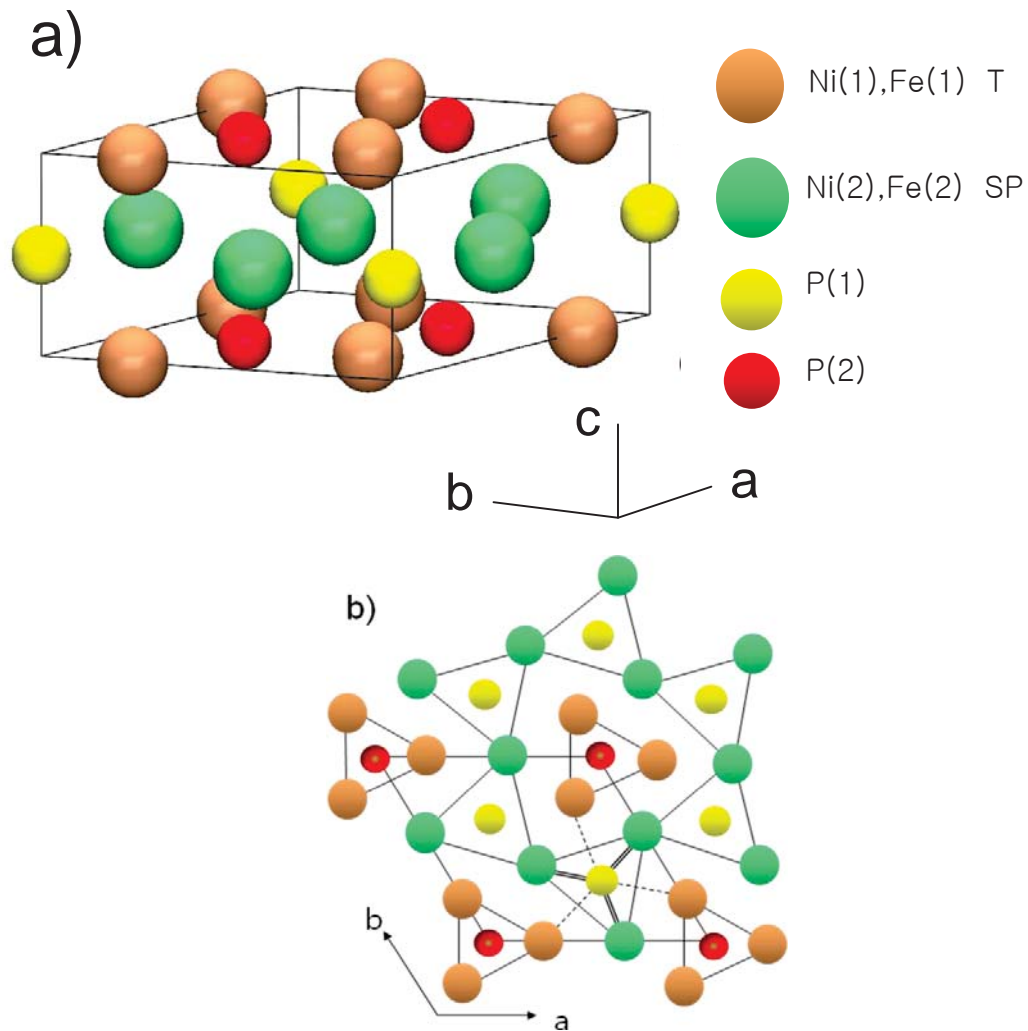 a)
Ni(1),Fe(1) T
Ni(2),Fe(2) SP
P(1)
P(2)
c
b
a
b)
b
a